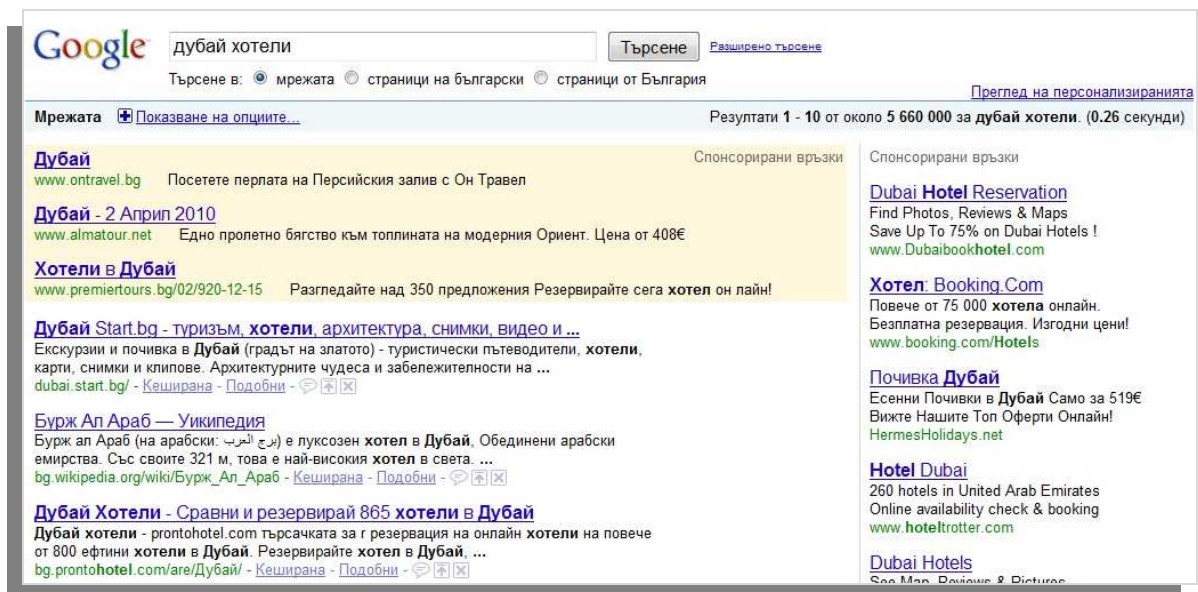 Google
дубай хотели
Търсене
Разширено търсене
Търсене в: мрежата страници на български страници от България
Преглед на персонализиранията
Мрежата Показване на опциите...
Резултати 1 - 10 от около 5 660 000 за дубай хотели. (0.26 секунди)
Спонсорирани връзки
Дубай
www.ontravel.bg Посетете перлата на Персийския залив с Он Травел
Дубай - 2 Април 2010
www.almatour.net Едно пролетно бягство към топлината на модерния Ориент. Цена от 408€
Хотели в Дубай
www.premiertours.bg/02/920-12-15 Разгледайте над 350 предложения Резервирайте сега хотел он лайн!
Дубай Start.bg - туризъм, хотели, архитектура, снимки, видео и ...
Екскурзии и почивка в Дубай (градът на златото) - туристически пътеводители, хотели,
карти, снимки и клипове. Архитектурните чудеса и забележителности на ...
dubai.start.bg/ - Кеширана - Подобни -
Бурж Ал Араб — Уикипедия
Бурж ал Араб (на арабски: برج العرب) е луксозен хотел в Дубай, Обединени арабски
емирства. Със своите 321 м, това е най-високия хотел в света. ...
bg.wikipedia.org/wiki/Бурж_Ал_Араб - Кеширана - Подобни -
Дубай Хотели - Сравни и резервирай 865 хотели в Дубай
Дубай хотели - prontohotel.com търсачката за г резервация на онлайн хотели на повече
от 800 ефтини хотели в Дубай. Резервирайте хотел в Дубай, ...
bg.prontohotel.com/are/Дубай/ - Кеширана - Подобни -
Спонсорирани връзки
Dubai Hotel Reservation
Find Photos, Reviews & Maps
Save Up To 75% on Dubai Hotels !
www.Dubaibookhotel.com
Хотел: Booking.Com
Повече от 75 000 хотела онлайн.
Безплатна резервация. Изгодни цени!
www.booking.com/Hotels
Почивка Дубай
Есенни Почивки в Дубай Само за 519€
Вижте Нашите Топ Оферти Онлайн!
HermesHolidays.net
Hotel Dubai
260 hotels in United Arab Emirates
Online availability check & booking
www.hoteltrotter.com
Dubai Hotels
See Map, Reviews & Pictures